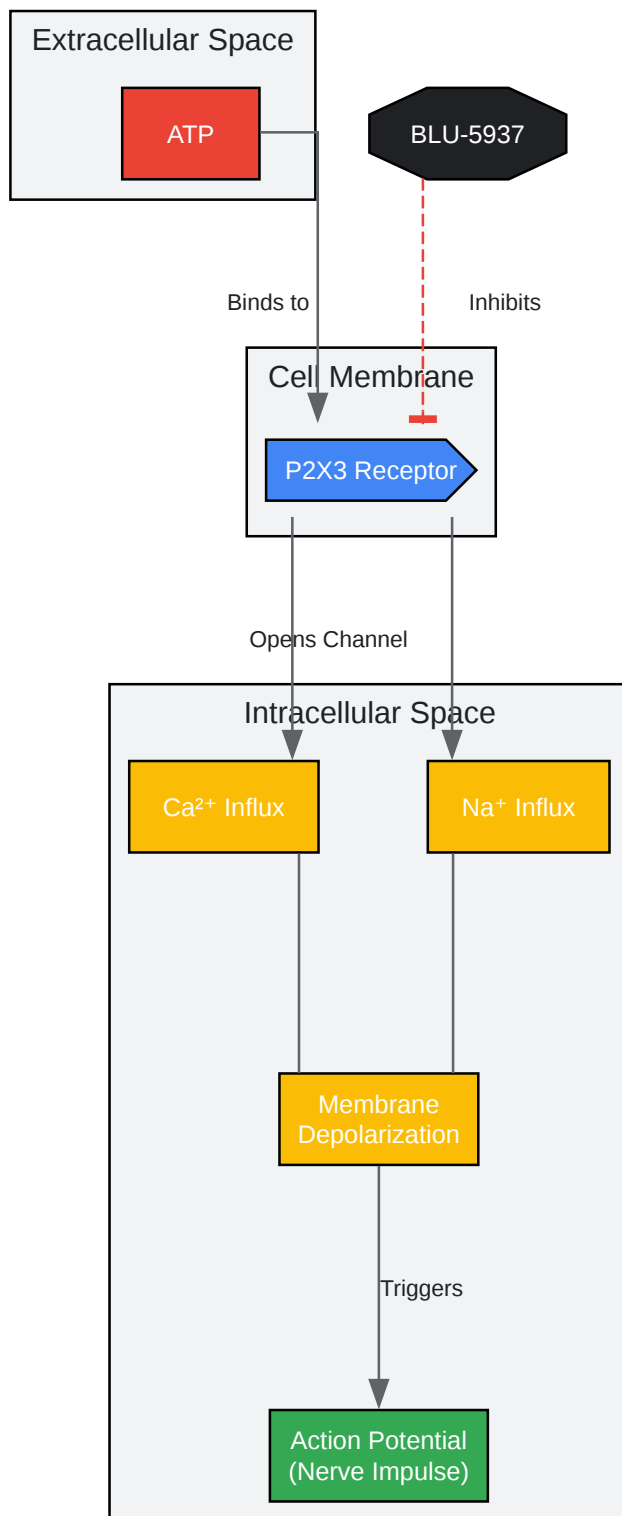 Extracellular Space
ATP
BLU-5937
Binds to
Inhibits
Cell Membrane
P2X3 Receptor
Opens Channel
Intracellular Space
Ca²⁺ Influx
Na⁺ Influx
Membrane
Depolarization
Triggers
Action Potential
(Nerve Impulse)